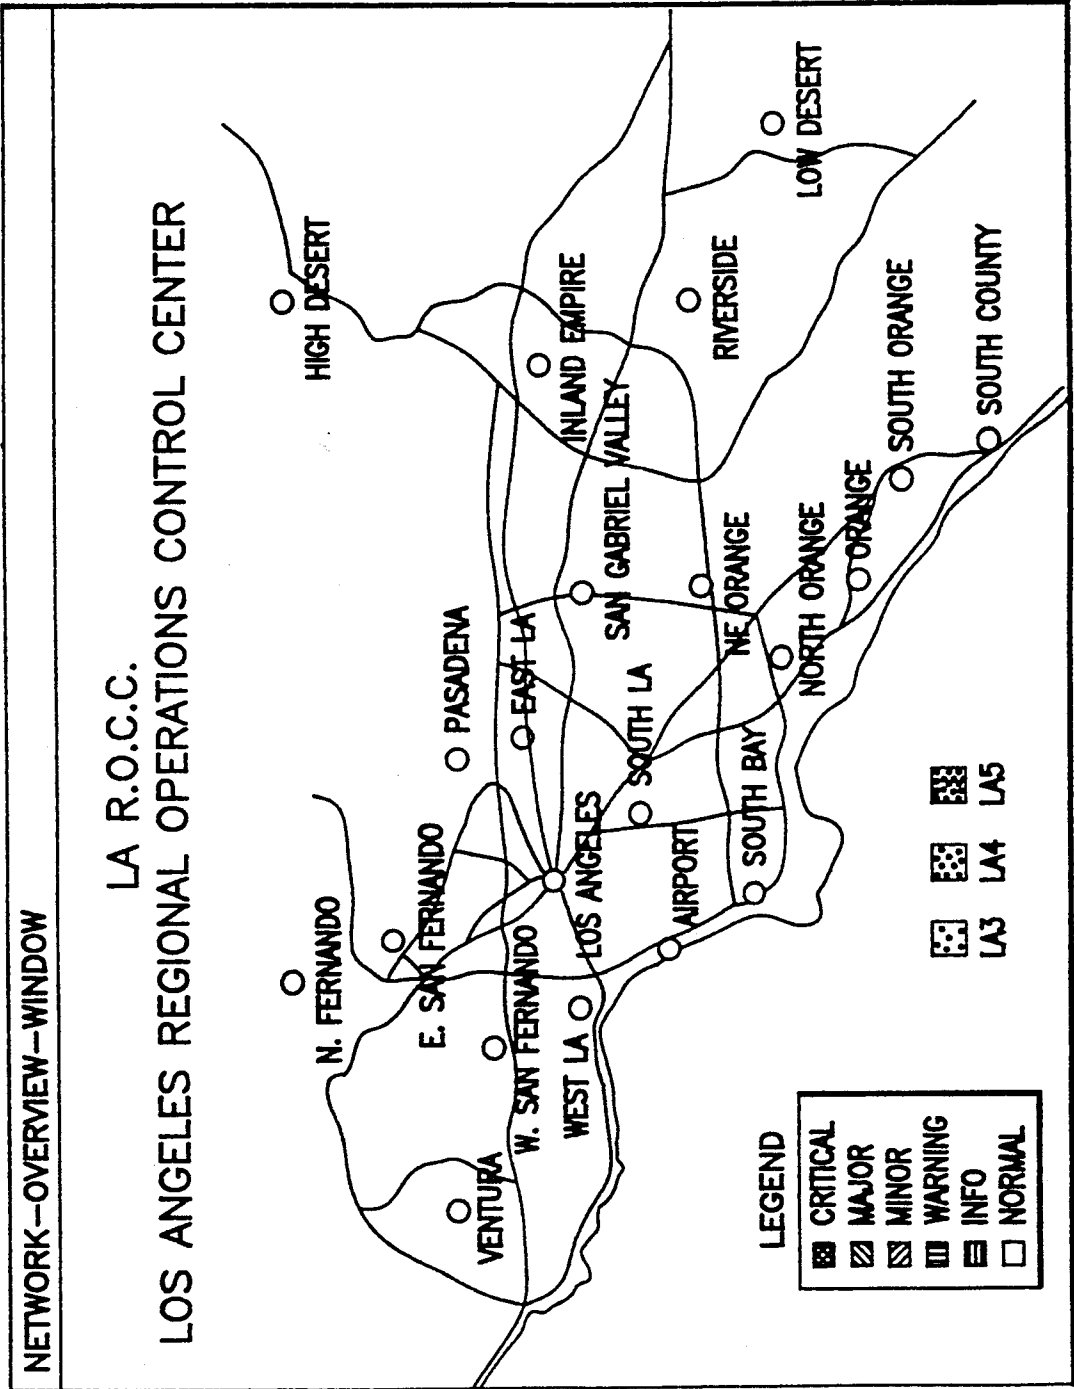 NETWORK-OVERVIEW-WINDOW
LA R.O.C.C.
LOS ANGELES REGIONAL OPERATIONS CONTROL CENTER
N. FERNANDO
HIGH DESERT
E. SAN FERNANDO
PASADENA
VENTURA
W. SAN FERNANDO
EAST LA
INLAND EMPIRE
WEST LA
LOS ANGELES
SAN GABRIEL VALLEY
SOUTH LA
AIRPORT
NE ORANGE
RIVERSIDE
SOUTH BAY
NORTH ORANGE
LOW DESERT
ORANGE
SOUTH ORANGE
SOUTH COUNTY
LEGEND
CRITICAL
MAJOR
MINOR
WARNING
INFO
NORMAL
LA3 LA4 LA5